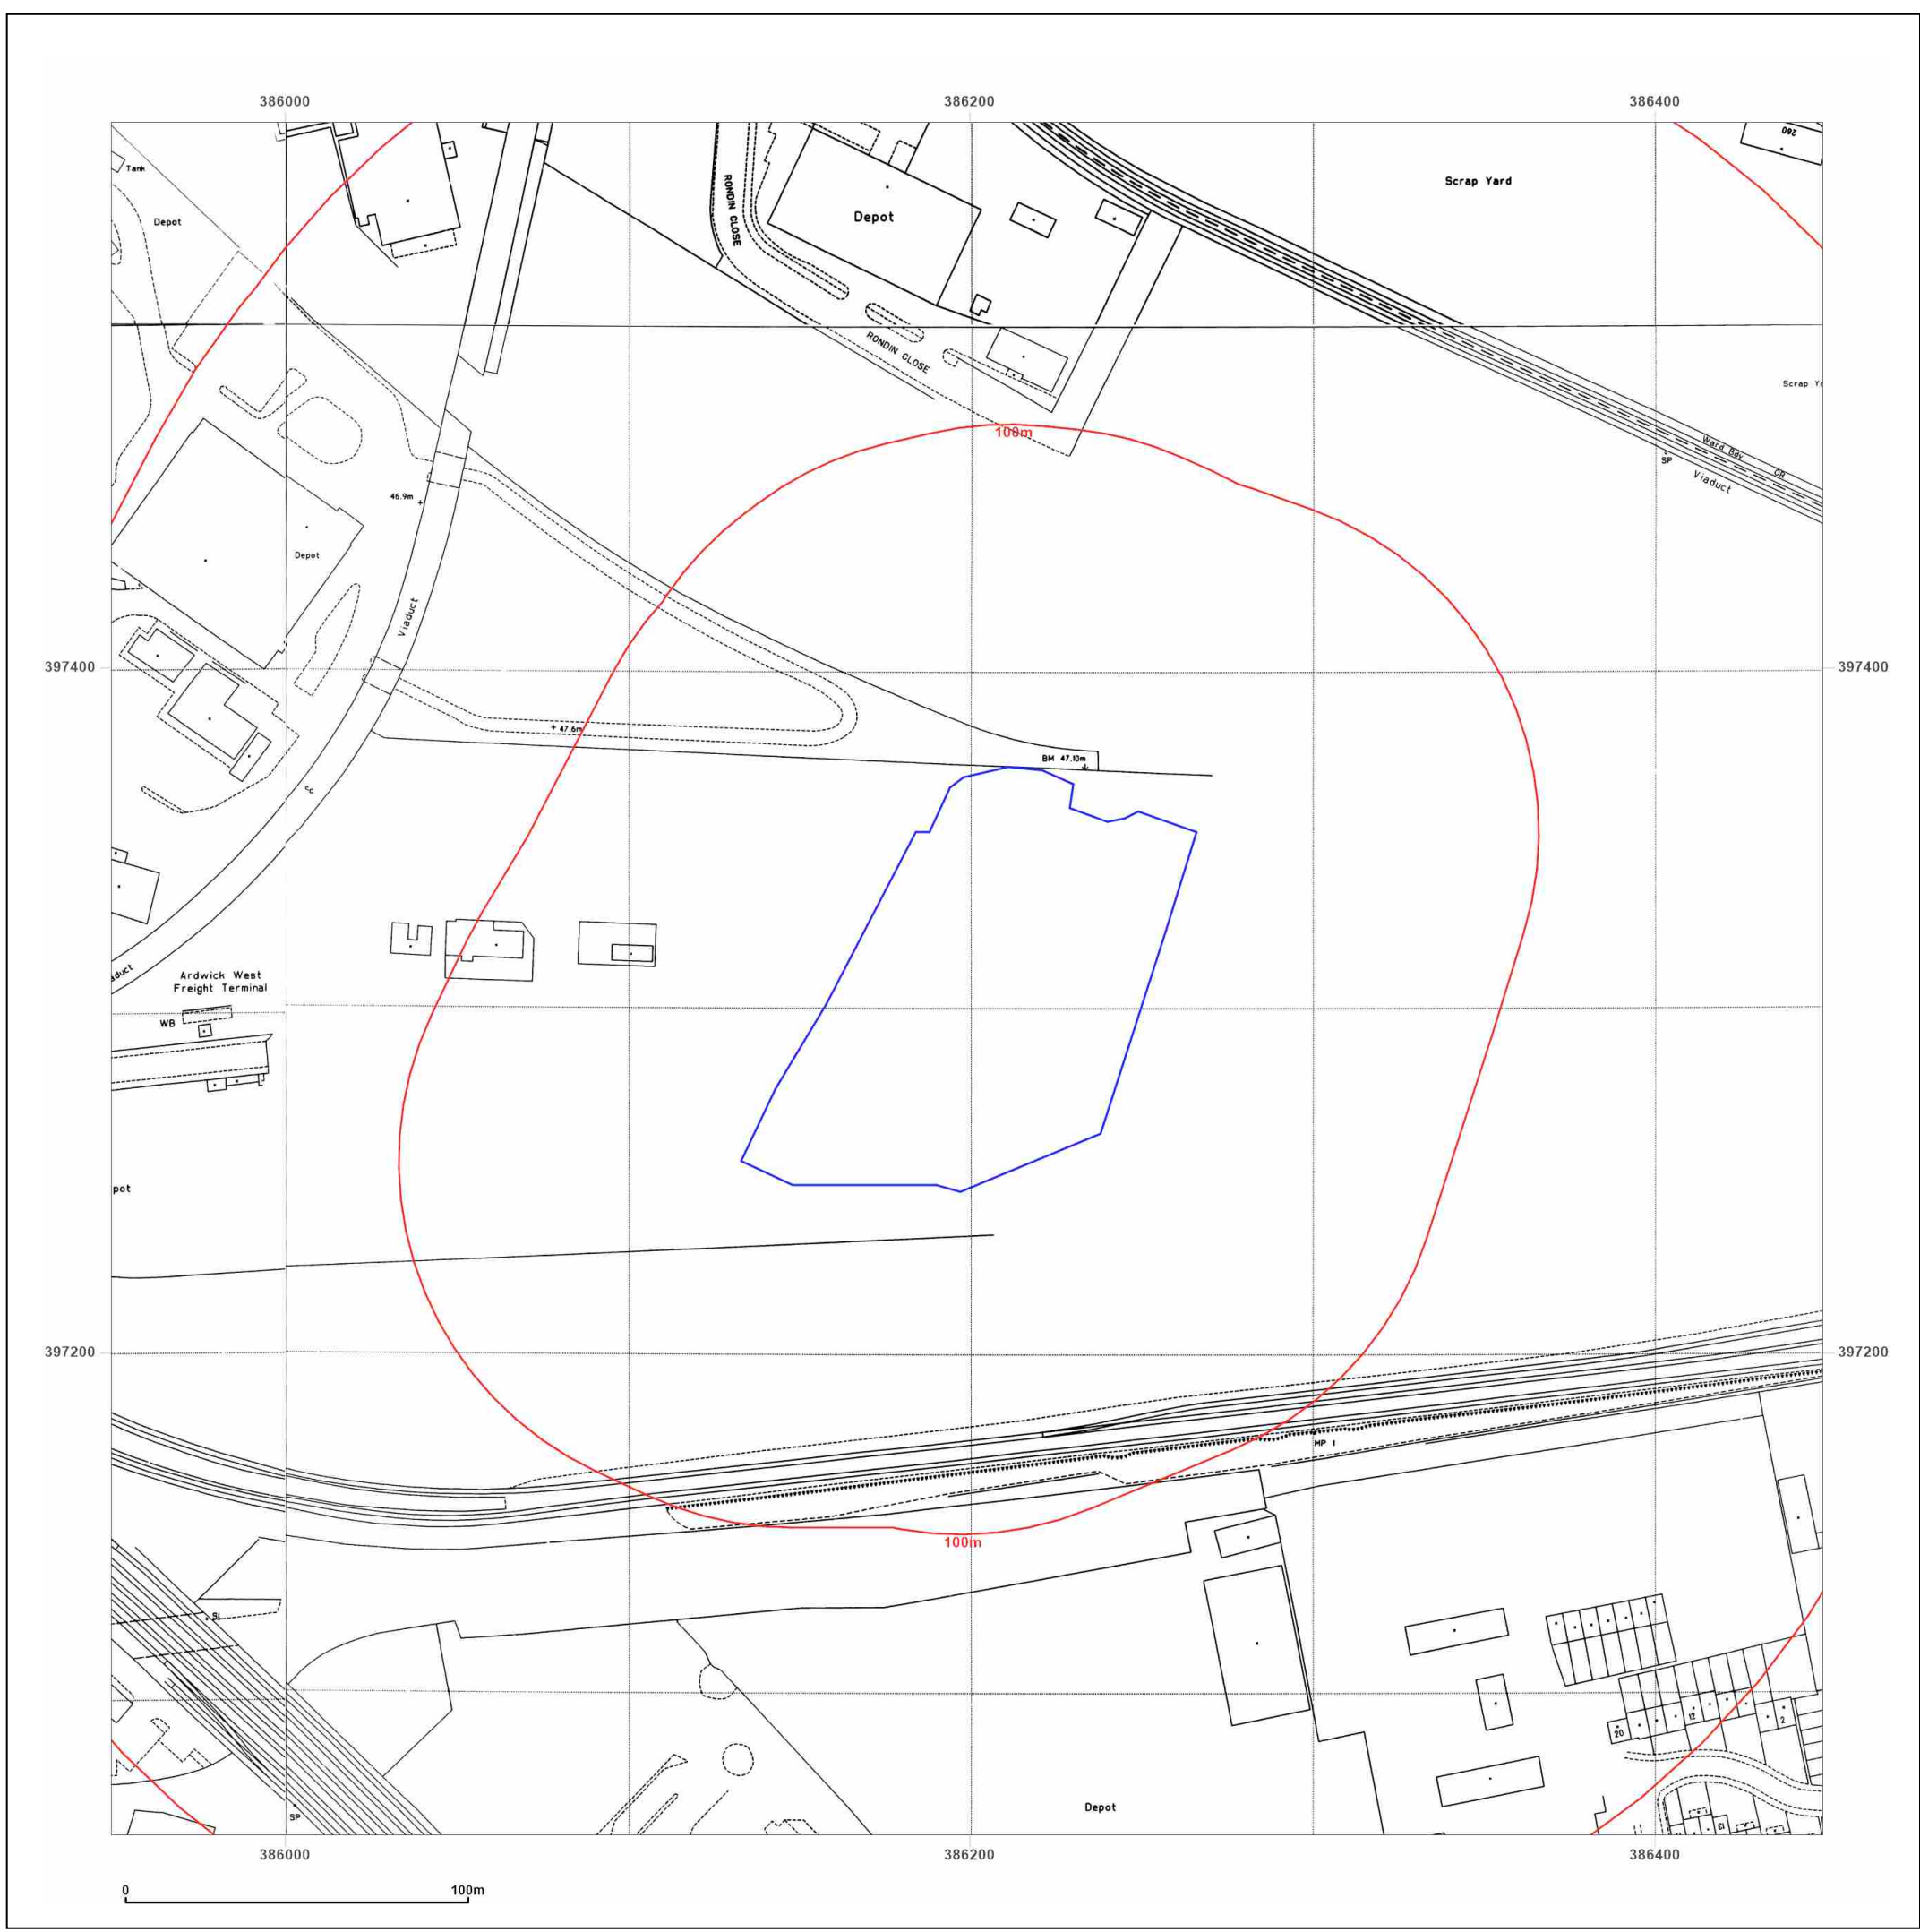 386000
386200
386400
260
Tank
Scrap Yard
Depot
RONDIN CLOSE
Depot
RONDIN CLOSE
Scrap Y
100m
Ward Bdy
CR
SP
Viaduct
46.9m
Depot
Viaduct
397400
397400
47.6m
BM 47.10m
Ardwick West
Freight Terminal
WB
pot
397200
397200
MP 1
100m
SL
20
12
2
Depot
SP
13
386000
386200
386400
0
100m